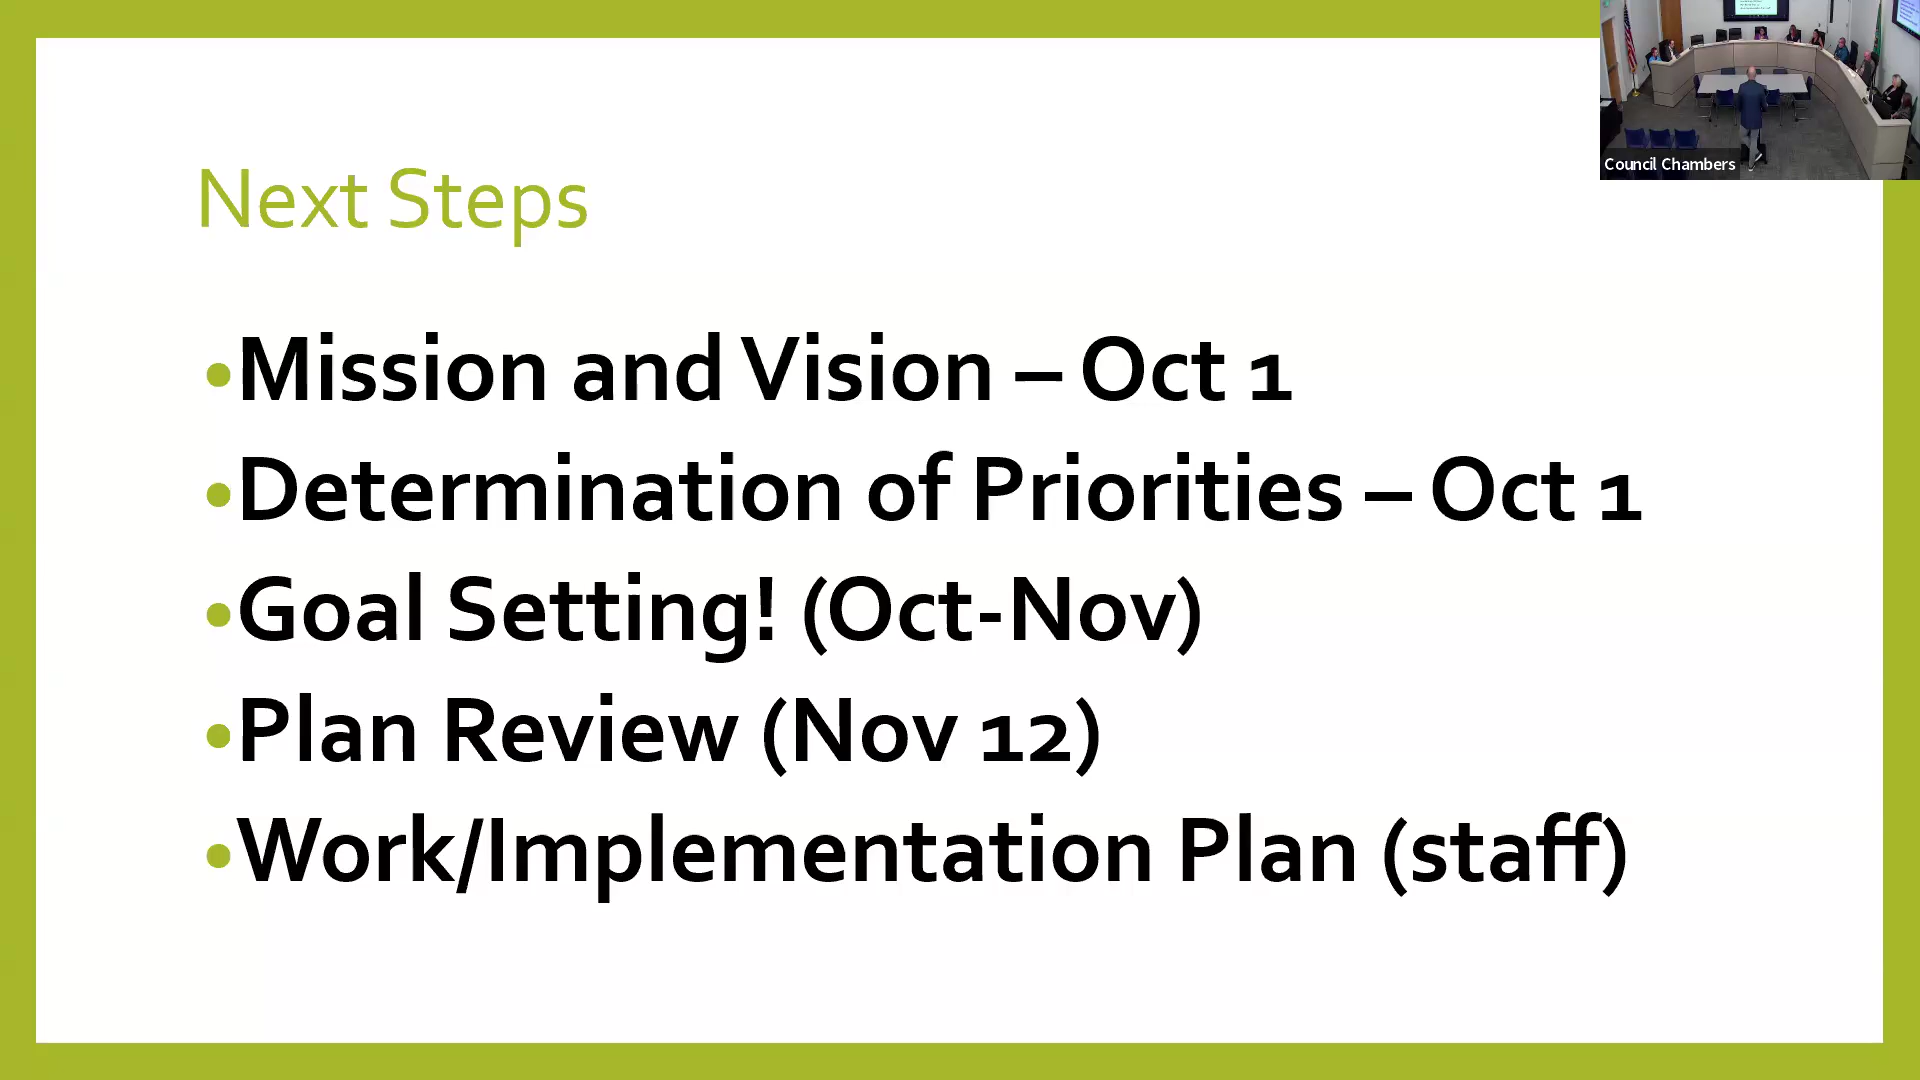 Council Chambers
Next Steps
•Mission and Vision – Oct 1
•Determination of Priorities – Oct 1
•Goal Setting! (Oct-Nov)
•Plan Review (Nov 12)
•Work/Implementation Plan (staff)